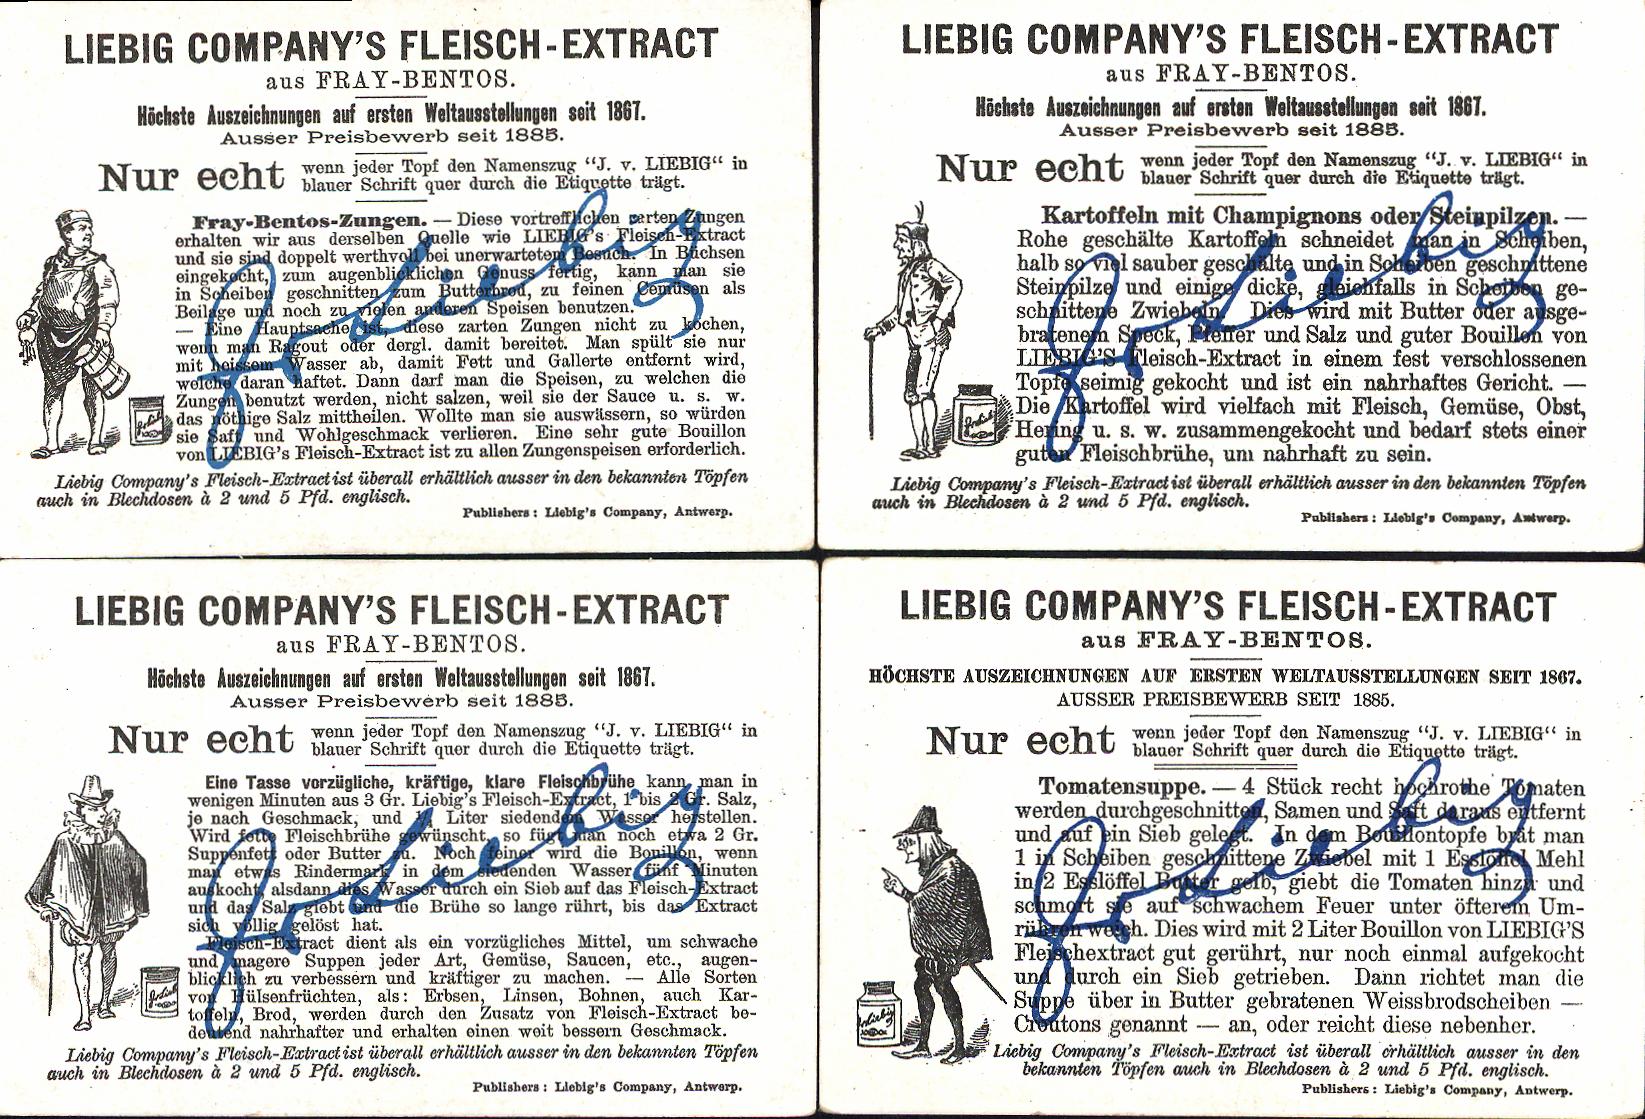 LIEBIG COMPANY'S FLEISCH-EXTRACT
aus FRAY-BENTOS.
Höchste Auszeichnungen auf ersten Weltausstellungen seit 1867.
Ausser Preisbewerb seit 1885.
Nur echt wenn jeder Topf den Namenszug “J. v. LIEBIG“ in
blauer Schrift quer durch die Etiquette trägt.
Fray-Bentos-Zungen. — Diese vortrefflichen zarten Zungen
erhalten wir aus derselben Quelle wie LIEBIG's Fleisch-Extract
und sie sind doppelt werthvoll bei unerwartetem Besuch. In Büchsen
eingekocht, zum augenblicklichen Genuss fertig, kann man sie
in Scheiben geschnitten zum Butterbrod, zu feinen Gemüsen als
Beilage und noch zu vielen anderen Speisen benutzen.
— Eine Hauptsache ist, diese zarten Zungen nicht zu kochen,
wenn man Ragout oder dergl. damit bereitet. Man spült sie nur
mit heissem Wasser ab, damit Fett und Gallerte entfernt wird,
welche daran haftet. Dann darf man die Speisen, zu welchen die
Zungen benutzt werden, nicht salzen, weil sie der Sauce u. s. w.
das nöthige Salz mittheilen. Wollte man sie auswässern, so würden
sie Saft und Wohlgeschmack verlieren. Eine sehr gute Bouillon
von LIEBIG's Fleisch-Extract ist zu allen Zungenspeisen erforderlich.
Liebig Company's Fleisch-Extract ist überall erhältlich ausser in den bekannten Töpfen
auch in Blechdosen à 2 und 5 Pfd. englisch.
Publishers: Liebig's Company, Antwerp.
JvLiebig
LIEBIG COMPANY'S FLEISCH-EXTRACT
aus FRAY-BENTOS.
Höchste Auszeichnungen auf ersten Weltausstellungen seit 1867.
Ausser Preisbewerb seit 1885.
Nur echt wenn jeder Topf den Namenszug “J. v. LIEBIG“ in
blauer Schrift quer durch die Etiquette trägt.
Kartoffeln mit Champignons oder Steinpilzen. —
Rohe geschälte Kartoffeln schneidet man in Scheiben,
halb so viel sauber geschälte und in Scheiben geschnittene
Steinpilze und einige dicke, gleichfalls in Scheiben ge-
schnittene Zwiebeln. Dies wird mit Butter oder ausge-
bratenem Speck, Pfeffer und Salz und guter Bouillon von
LIEBIG'S Fleisch-Extract in einem fest verschlossenen
Topfe seimig gekocht und ist ein nahrhaftes Gericht. —
Die Kartoffel wird vielfach mit Fleisch, Gemüse, Obst,
Hering u. s. w. zusammengekocht und bedarf stets einer
guten Fleischbrühe, um nahrhaft zu sein.
Liebig Company's Fleisch-Extract ist überall erhältlich ausser in den bekannten Töpfen
auch in Blechdosen à 2 und 5 Pfd. englisch.
Publishers: Liebig's Company, Antwerp.
JvLiebig
LIEBIG COMPANY'S FLEISCH-EXTRACT
aus FRAY-BENTOS.
Höchste Auszeichnungen auf ersten Weltausstellungen seit 1867.
Ausser Preisbewerb seit 1885.
Nur echt wenn jeder Topf den Namenszug “J. v. LIEBIG“ in
blauer Schrift quer durch die Etiquette trägt.
Eine Tasse vorzügliche, kräftige, klare Fleischbrühe kann man in
wenigen Minuten aus 3 Gr. Liebig's Fleisch-Extract, 1 bis 2 Gr. Salz,
je nach Geschmack, und Liter siedendem Wasser herstellen.
Wird fette Fleischbrühe gewünscht, so fügt man noch etwa 2 Gr.
Suppenfett oder Butter zu. Noch feiner wird die Bouillon, wenn
man etwas Rindermark in dem siedenden Wasser fünf Minuten
auskocht, alsdann dies Wasser durch ein Sieb auf das Fleisch-Extract
und das Salz giebt und die Brühe so lange rührt, bis das Extract
sich völlig gelöst hat.
Fleisch-Extract dient als ein vorzügliches Mittel, um schwache
und magere Suppen jeder Art, Gemüse, Saucen, etc., augen-
blicklich zu verbessern und kräftiger zu machen. — Alle Sorten
von Hülsenfrüchten, als: Erbsen, Linsen, Bohnen, auch Kar-
toffeln, Brod, werden durch den Zusatz von Fleisch-Extract be-
deutend nahrhafter und erhalten einen weit bessern Geschmack.
Liebig Company's Fleisch-Extract ist überall erhältlich ausser in den bekannten Töpfen
auch in Blechdosen à 2 und 5 Pfd. englisch.
Publishers: Liebig's Company, Antwerp.
JvLiebig
LIEBIG COMPANY'S FLEISCH-EXTRACT
aus FRAY-BENTOS.
HÖCHSTE AUSZEICHNUNGEN AUF ERSTEN WELTAUSSTELLUNGEN SEIT 1867.
AUSSER PREISBEWERB SEIT 1885.
Nur echt wenn jeder Topf den Namenszug “J. v. LIEBIG“ in
blauer Schrift quer durch die Etiquette trägt.
Tomatensuppe. — 4 Stück recht hochrothe Tomaten
werden durchgeschnitten, Samen und Saft daraus entfernt
und auf ein Sieb gelegt. In dem Bouillontopfe brät man
1 in Scheiben geschnittene Zwiebel mit 1 Esslöffel Mehl
in 2 Esslöffel Butter gelb, giebt die Tomaten hinzu und
schmort sie auf schwachem Feuer unter öfterem Um-
rühren weich. Dies wird mit 2 Liter Bouillon von LIEBIG'S
Fleischextract gut gerührt, nur noch einmal aufgekocht
und durch ein Sieb getrieben. Dann richtet man die
Suppe über in Butter gebratenen Weissbrodscheiben —
Croutons genannt — an, oder reicht diese nebenher.
Liebig Company's Fleisch-Extract ist überall erhältlich ausser in den
bekannten Töpfen auch in Blechdosen à 2 und 5 Pfd. englisch.
Publishers: Liebig's Company, Antwerp.
JvLiebig